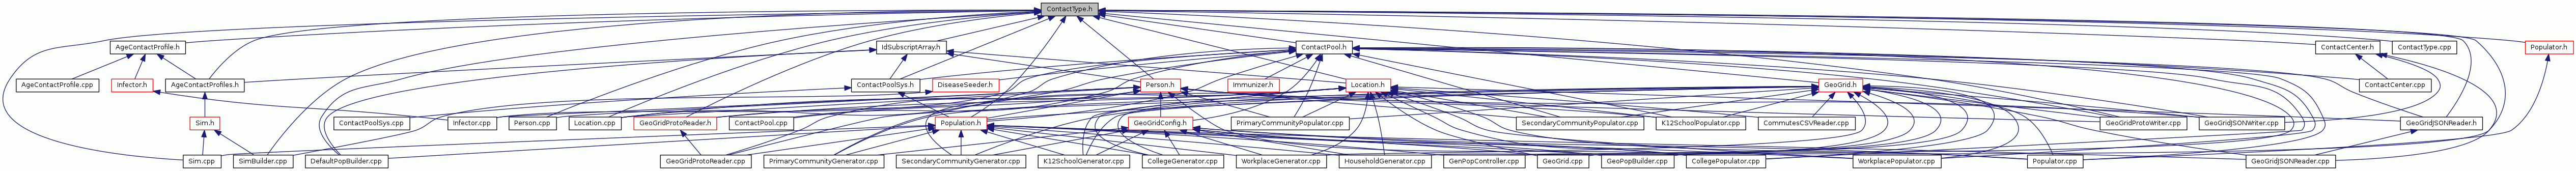 ContactType.h
AgeContactProfile.h
IdSubscriptArray.h
ContactPool.h
ContactCenter.h
ContactType.cpp
Populator.h
AgeContactProfile.cpp
Infector.h
AgeContactProfiles.h
ContactPoolSys.h
DiseaseSeeder.h
Person.h
Immunizer.h
Location.h
GeoGrid.h
ContactCenter.cpp
Sim.h
ContactPoolSys.cpp
Infector.cpp
Person.cpp
Location.cpp
GeoGridProtoReader.h
ContactPool.cpp
Population.h
GeoGridConfig.h
PrimaryCommunityPopulator.cpp
SecondaryCommunityPopulator.cpp
K12SchoolPopulator.cpp
CommutesCSVReader.cpp
GeoGridProtoWriter.cpp
GeoGridJSONWriter.cpp
GeoGridJSONReader.h
Sim.cpp
SimBuilder.cpp
DefaultPopBuilder.cpp
GeoGridProtoReader.cpp
PrimaryCommunityGenerator.cpp
SecondaryCommunityGenerator.cpp
K12SchoolGenerator.cpp
CollegeGenerator.cpp
WorkplaceGenerator.cpp
HouseholdGenerator.cpp
GenPopController.cpp
GeoGrid.cpp
GeoPopBuilder.cpp
CollegePopulator.cpp
WorkplacePopulator.cpp
Populator.cpp
GeoGridJSONReader.cpp